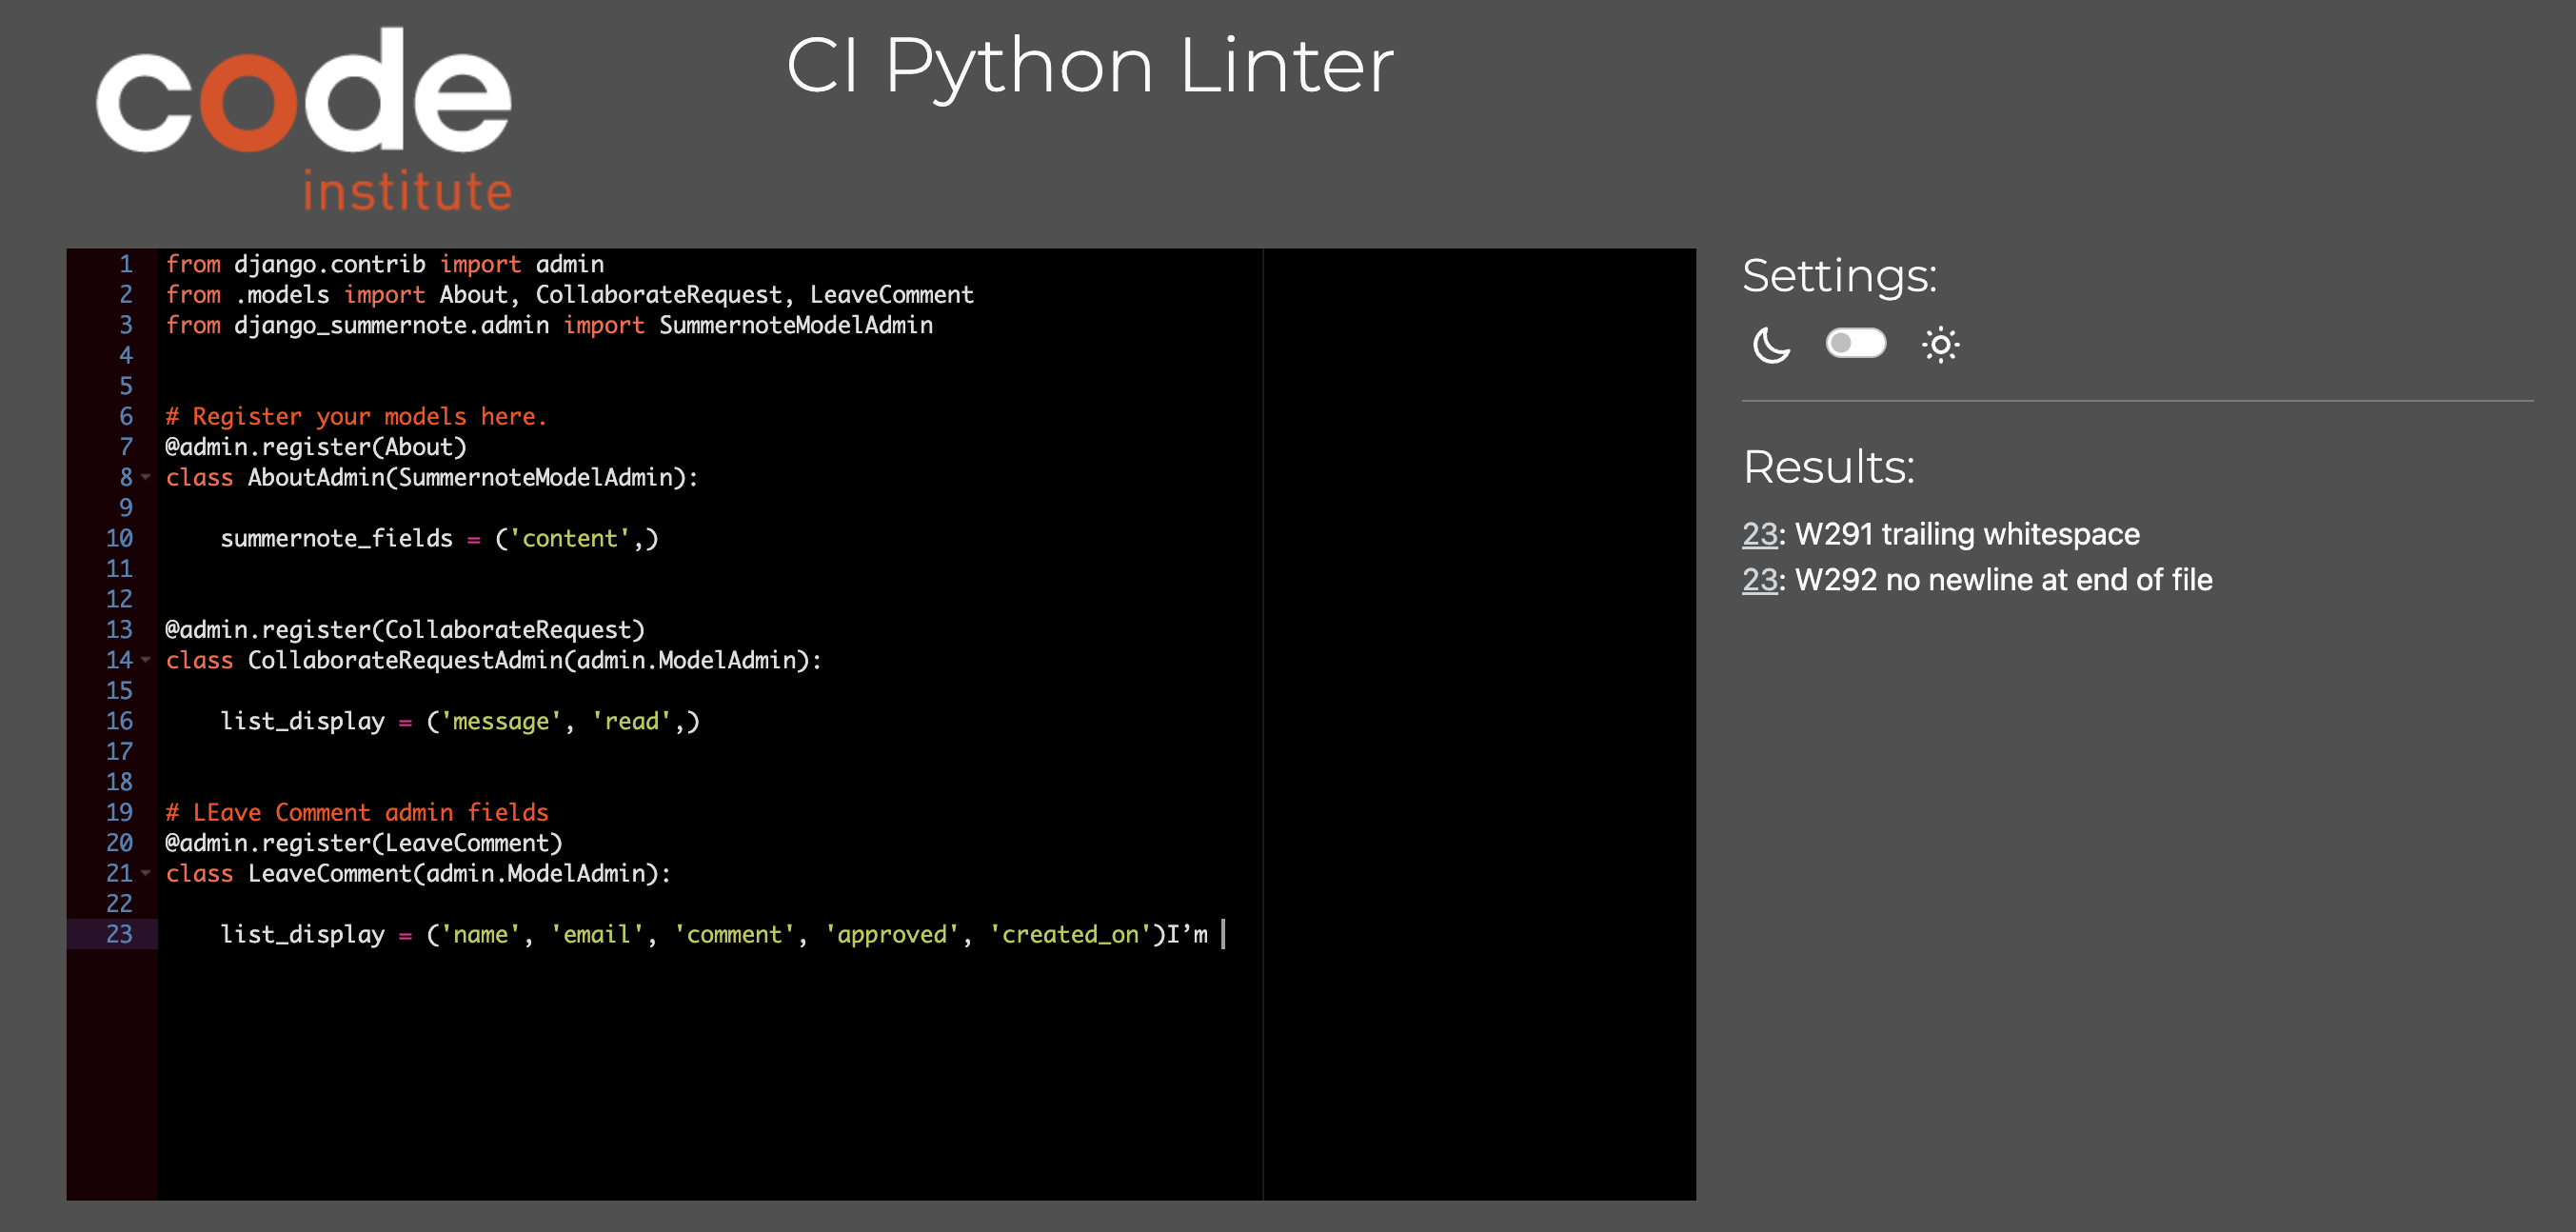 code
institute
CI Python Linter
1 from django.contrib import admin
2 from .models import About, CollaborateRequest, LeaveComment
3 from django_summernote.admin import SummernoteModelAdmin
4
5
6 # Register your models here.
7 @admin.register(About)
8 class AboutAdmin(SummernoteModelAdmin):
9
10     summernote_fields = ('content',)
11
12
13 @admin.register(CollaborateRequest)
14 class CollaborateRequestAdmin(admin.ModelAdmin):
15
16     list_display = ('message', 'read',)
17
18
19 # LEave Comment admin fields
20 @admin.register(LeaveComment)
21 class LeaveComment(admin.ModelAdmin):
22
23     list_display = ('name', 'email', 'comment', 'approved', 'created_on')I’m
Settings:
Results:
23: W291 trailing whitespace
23: W292 no newline at end of file